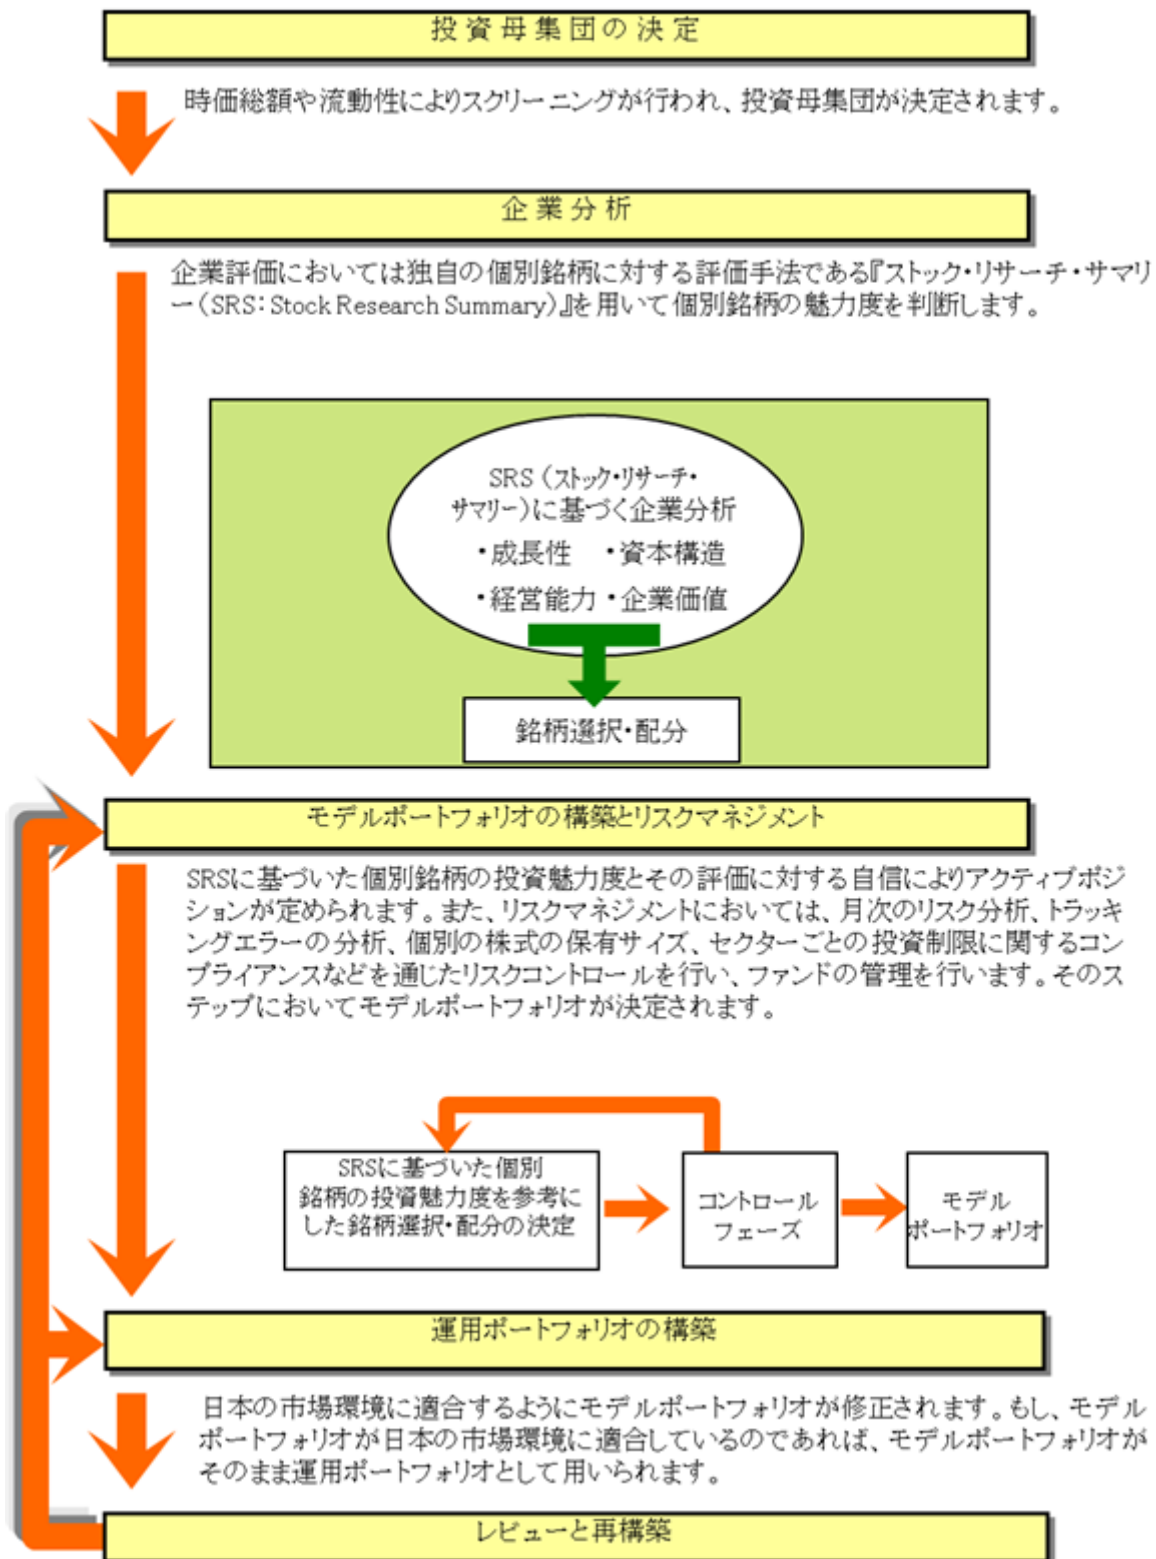 投資母集団の決定
時価総額や流動性によりスクリーニングが行われ、投資母集団が決定されます。
企業分析
企業評価においては独自の個別銘柄に対する評価手法である『ストック・リサーチ・サマリ
ー(SRS:Stock Research Summary)』を用いて個別銘柄の魅力度を判断します。
SRS(ストック・リサーチ・
サマリー)に基づく企業分析
・成長性 ・資本構造
・経営能力・企業価値
銘柄選択・配分
モデルポートフォリオの構築とリスクマネジメント
SRSに基づいた個別銘柄の投資魅力度とその評価に対する自信によりアクティブポジ
ションが定められます。また、リスクマネジメントにおいては、月次のリスク分析、トラッキ
ングエラーの分析、個別の株式の保有サイズ、セクターごとの投資制限に関するコン
プライアンスなどを通じたリスクコントロールを行い、ファンドの管理を行います。そのス
テップにおいてモデルポートフォリオが決定されます。
SRSに基づいた個別
銘柄の投資魅力度を参考に
した銘柄選択・配分の決定
コントロール
フェーズ
モデル
ポートフォリオ
運用ポートフォリオの構築
日本の市場環境に適合するようにモデルポートフォリオが修正されます。もし、モデル
ポートフォリオが日本の市場環境に適合しているのであれば、モデルポートフォリオが
そのまま運用ポートフォリオとして用いられます。
レビューと再構築